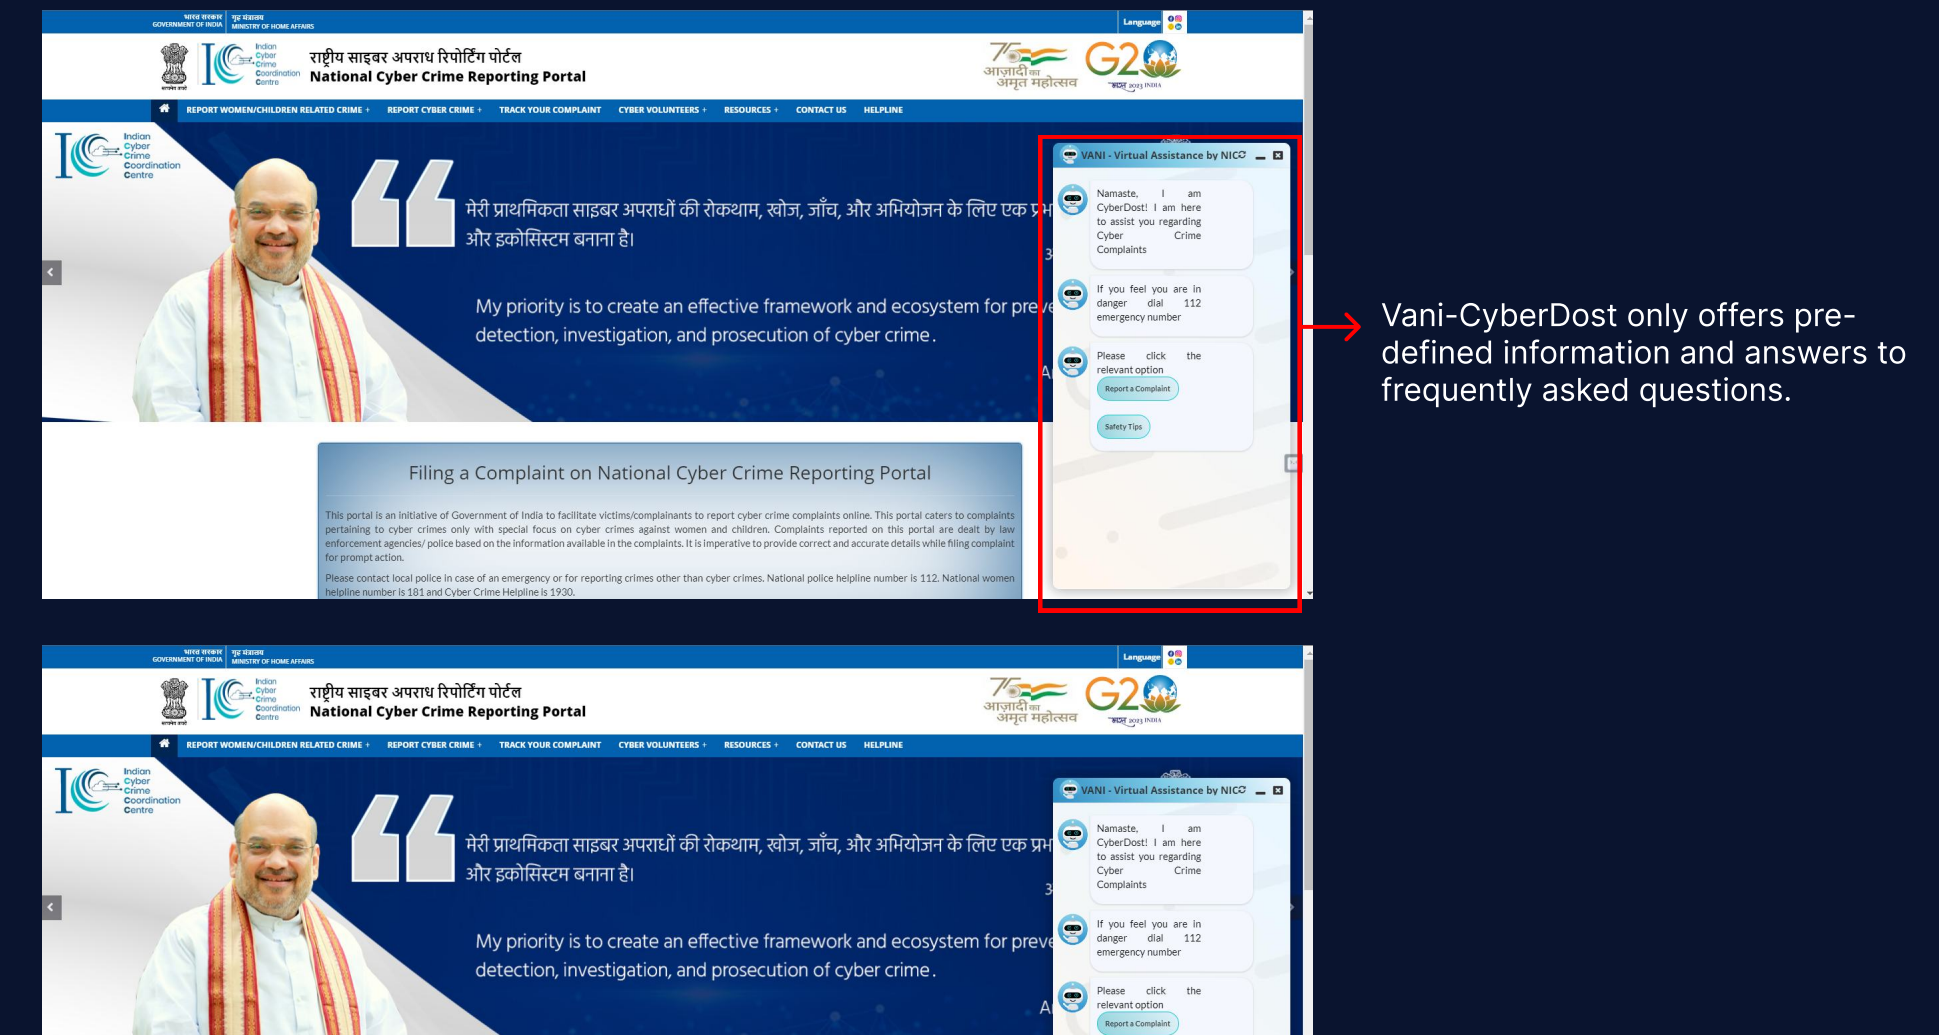 भारत सरकार
GOVERNMENT OF INDIA
गृह मंत्रालय
MINISTRY OF HOME AFFAIRS
Language
सत्यमेव जयते
Indian
Cyber
Crime
Coordination
Centre
राष्ट्रीय साइबर अपराध रिपोर्टिंग पोर्टल
National Cyber Crime Reporting Portal
75
आज़ादी का
अमृत महोत्सव
G20
भारत 2023 INDIA
REPORT WOMEN/CHILDREN RELATED CRIME + REPORT CYBER CRIME + TRACK YOUR COMPLAINT CYBER VOLUNTEERS + RESOURCES + CONTACT US HELPLINE
Indian
Cyber
Crime
Coordination
Centre
मेरी प्राथमिकता साइबर अपराधों की रोकथाम, खोज, जाँच, और अभियोजन के लिए एक
और इकोसिस्टम बनाना है।
My priority is to create an effective framework and ecosystem for preve
detection, investigation, and prosecution of cyber crime.
VANI - Virtual Assistance by NIC
Namaste, I am
CyberDost! I am here
to assist you regarding
Cyber Crime
Complaints
If you feel you are in
danger dial 112
emergency number
Please click the
relevant option
Report a Complaint
Safety Tips
Vani-CyberDost only offers pre-
defined information and answers to
frequently asked questions.
Filing a Complaint on National Cyber Crime Reporting Portal
This portal is an initiative of Government of India to facilitate victims/complainants to report cyber crime complaints online. This portal caters to complaints
pertaining to cyber crimes only with special focus on cyber crimes against women and children. Complaints reported on this portal are dealt by law
enforcement agencies/ police based on the information available in the complaints. It is imperative to provide correct and accurate details while filing complaint
for prompt action.
Please contact local police in case of an emergency or for reporting crimes other than cyber crimes. National police helpline number is 112. National women
helpline number is 181 and Cyber Crime Helpline is 1930.
भारत सरकार
GOVERNMENT OF INDIA
गृह मंत्रालय
MINISTRY OF HOME AFFAIRS
Language
सत्यमेव जयते
Indian
Cyber
Crime
Coordination
Centre
राष्ट्रीय साइबर अपराध रिपोर्टिंग पोर्टल
National Cyber Crime Reporting Portal
75
आज़ादी का
अमृत महोत्सव
G20
भारत 2023 INDIA
REPORT WOMEN/CHILDREN RELATED CRIME + REPORT CYBER CRIME + TRACK YOUR COMPLAINT CYBER VOLUNTEERS + RESOURCES + CONTACT US HELPLINE
Indian
Cyber
Crime
Coordination
Centre
मेरी प्राथमिकता साइबर अपराधों की रोकथाम, खोज, जाँच, और अभियोजन के लिए एक
और इकोसिस्टम बनाना है।
My priority is to create an effective framework and ecosystem for preve
detection, investigation, and prosecution of cyber crime.
VANI - Virtual Assistance by NIC
Namaste, I am
CyberDost! I am here
to assist you regarding
Cyber Crime
Complaints
If you feel you are in
danger dial 112
emergency number
Please click the
relevant option
Report a Complaint